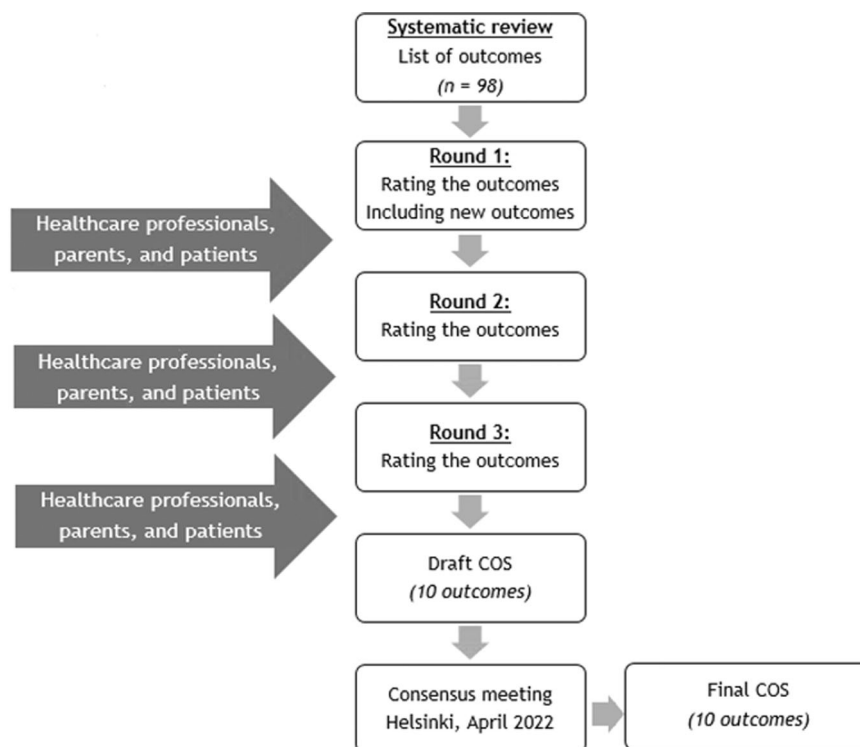 Systematic review
List of outcomes
(n = 98)
Round 1:
Rating the outcomes
Including new outcomes
Healthcare professionals,
parents, and patients
Round 2:
Rating the outcomes
Healthcare professionals,
parents, and patients
Round 3:
Rating the outcomes
Healthcare professionals,
parents, and patients
Draft COS
(10 outcomes)
Consensus meeting
Helsinki, April 2022
Final COS
(10 outcomes)